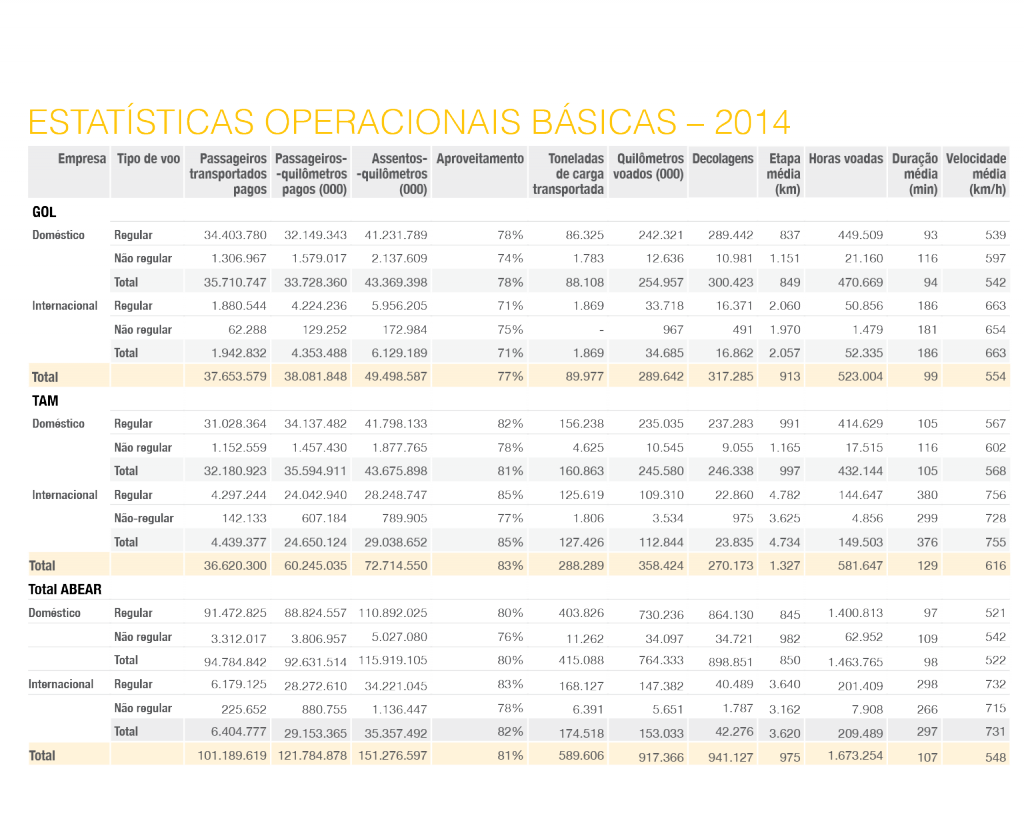 ESTATÍSTICAS OPERACIONAIS BÁSICAS – 2014
Empresa Tipo de voo Passageiros transportados pagos Passageiros--quilômetros pagos (000) Assentos--quilômetros (000) Aproveitamento Toneladas de carga transportada Quilômetros voados (000) Decolagens Etapa média (km) Horas voadas Duração média (min) Velocidade média (km/h)
GOL
Doméstico Regular 34.403.780 32.149.343 41.231.789 78% 86.325 242.321 289.442 837 449.509 93 539
Não regular 1.306.967 1.579.017 2.137.609 74% 1.783 12.636 10.981 1.151 21.160 116 597
Total 35.710.747 33.728.360 43.369.398 78% 88.108 254.957 300.423 849 470.669 94 542
Internacional Regular 1.880.544 4.224.236 5.956.205 71% 1.869 33.718 16.371 2.060 50.856 186 663
Não regular 62.288 129.252 172.984 75% - 967 491 1.970 1.479 181 654
Total 1.942.832 4.353.488 6.129.189 71% 1.869 34.685 16.862 2.057 52.335 186 663
Total 37.653.579 38.081.848 49.498.587 77% 89.977 289.642 317.285 913 523.004 99 554
TAM
Doméstico Regular 31.028.364 34.137.482 41.798.133 82% 156.238 235.035 237.283 991 414.629 105 567
Não regular 1.152.559 1.457.430 1.877.765 78% 4.625 10.545 9.055 1.165 17.515 116 602
Total 32.180.923 35.594.911 43.675.898 81% 160.863 245.580 246.338 997 432.144 105 568
Internacional Regular 4.297.244 24.042.940 28.248.747 85% 125.619 109.310 22.860 4.782 144.647 380 756
Não-regular 142.133 607.184 789.905 77% 1.806 3.534 975 3.625 4.856 299 728
Total 4.439.377 24.650.124 29.038.652 85% 127.426 112.844 23.835 4.734 149.503 376 755
Total 36.620.300 60.245.035 72.714.550 83% 288.289 358.424 270.173 1.327 581.647 129 616
Total ABEAR
Doméstico Regular 91.472.825 88.824.557 110.892.025 80% 403.826 730.236 864.130 845 1.400.813 97 521
Não regular 3.312.017 3.806.957 5.027.080 76% 11.262 34.097 34.721 982 62.952 109 542
Total 94.784.842 92.631.514 115.919.105 80% 415.088 764.333 898.851 850 1.463.765 98 522
Internacional Regular 6.179.125 28.272.610 34.221.045 83% 168.127 147.382 40.489 3.640 201.409 298 732
Não regular 225.652 880.755 1.136.447 78% 6.391 5.651 1.787 3.162 7.908 266 715
Total 6.404.777 29.153.365 35.357.492 82% 174.518 153.033 42.276 3.620 209.489 297 731
Total 101.189.619 121.784.878 151.276.597 81% 589.606 917.366 941.127 975 1.673.254 107 548